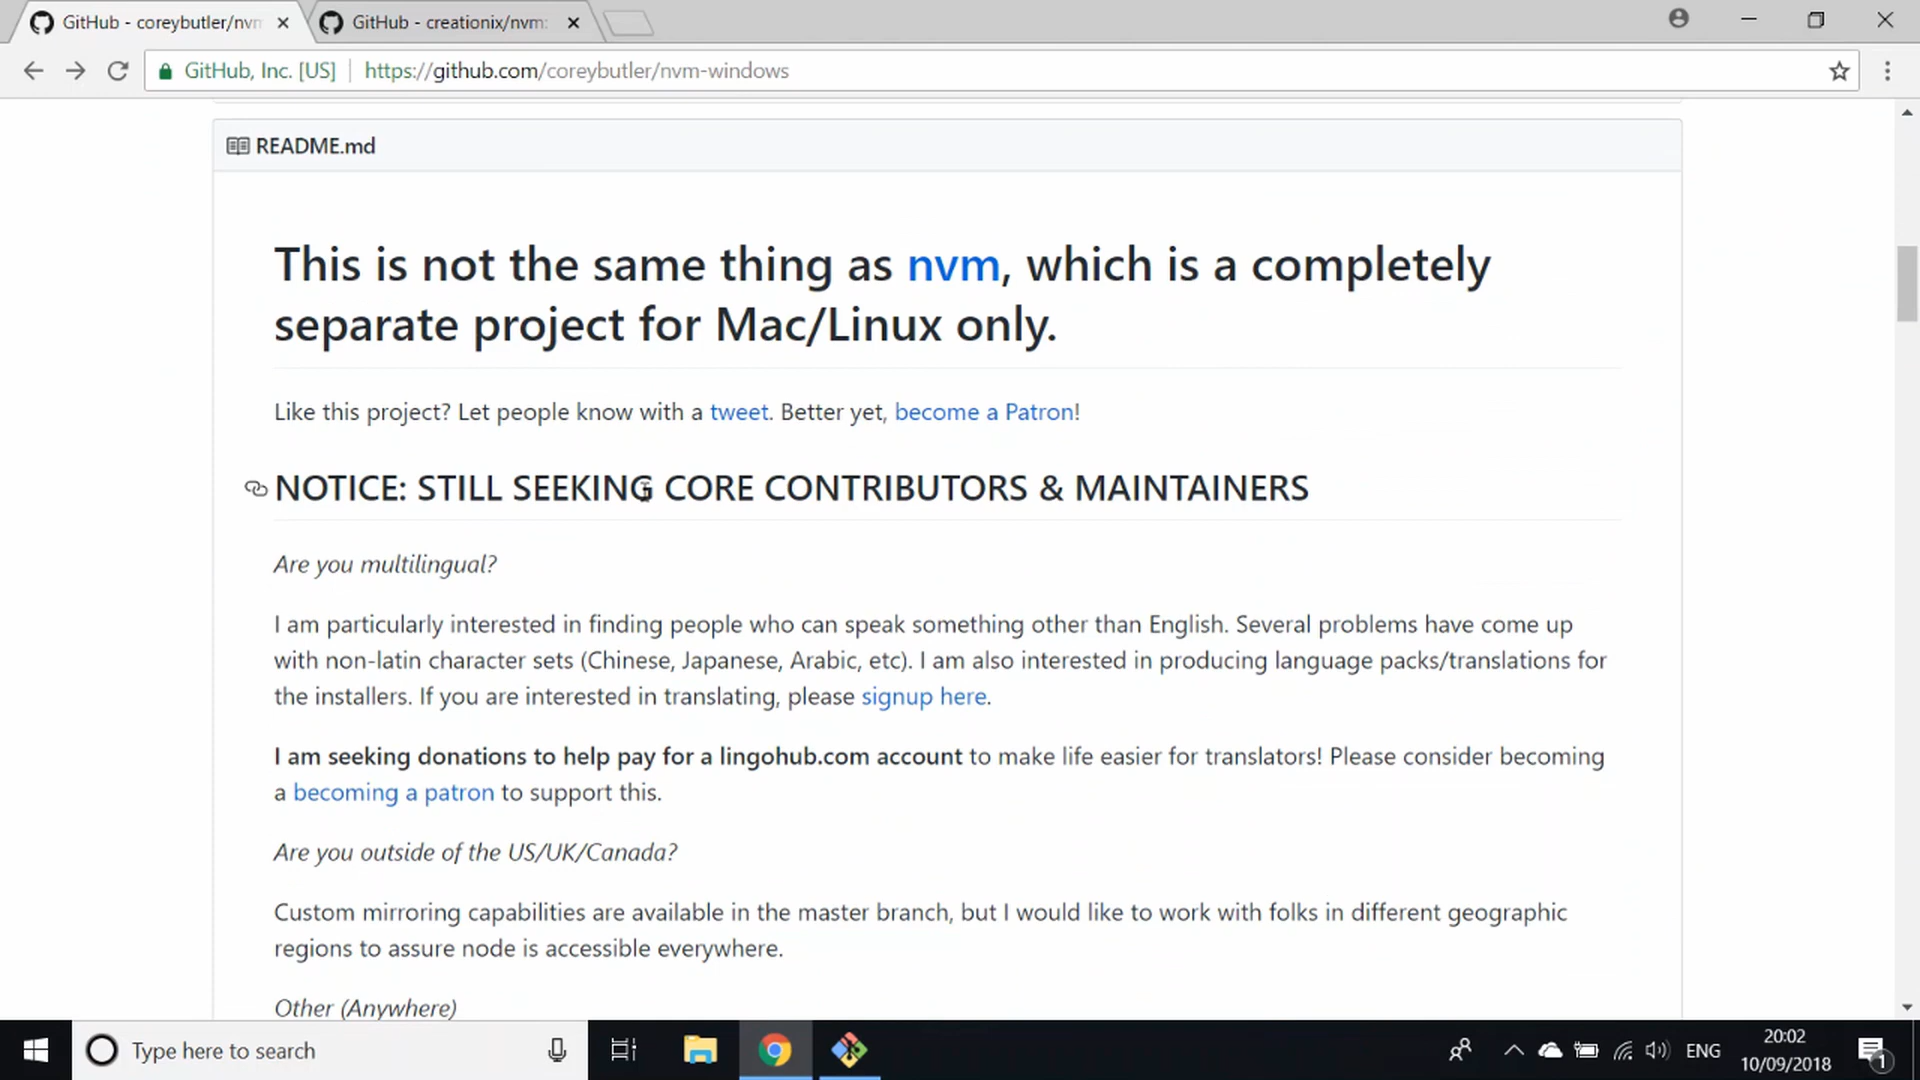 GitHub - coreybutler/nvm
GitHub - creationix/nvm:
GitHub, Inc. [US]
https://github.com/coreybutler/nvm-windows
README.md
This is not the same thing as nvm, which is a completely
separate project for Mac/Linux only.
Like this project? Let people know with a tweet. Better yet, become a Patron!
NOTICE: STILL SEEKING CORE CONTRIBUTORS & MAINTAINERS
Are you multilingual?
I am particularly interested in finding people who can speak something other than English. Several problems have come up
with non-latin character sets (Chinese, Japanese, Arabic, etc). I am also interested in producing language packs/translations for
the installers. If you are interested in translating, please signup here.
I am seeking donations to help pay for a lingohub.com account to make life easier for translators! Please consider becoming
a becoming a patron to support this.
Are you outside of the US/UK/Canada?
Custom mirroring capabilities are available in the master branch, but I would like to work with folks in different geographic
regions to assure node is accessible everywhere.
Other (Anywhere)
Type here to search
ENG
20:02
10/09/2018
1